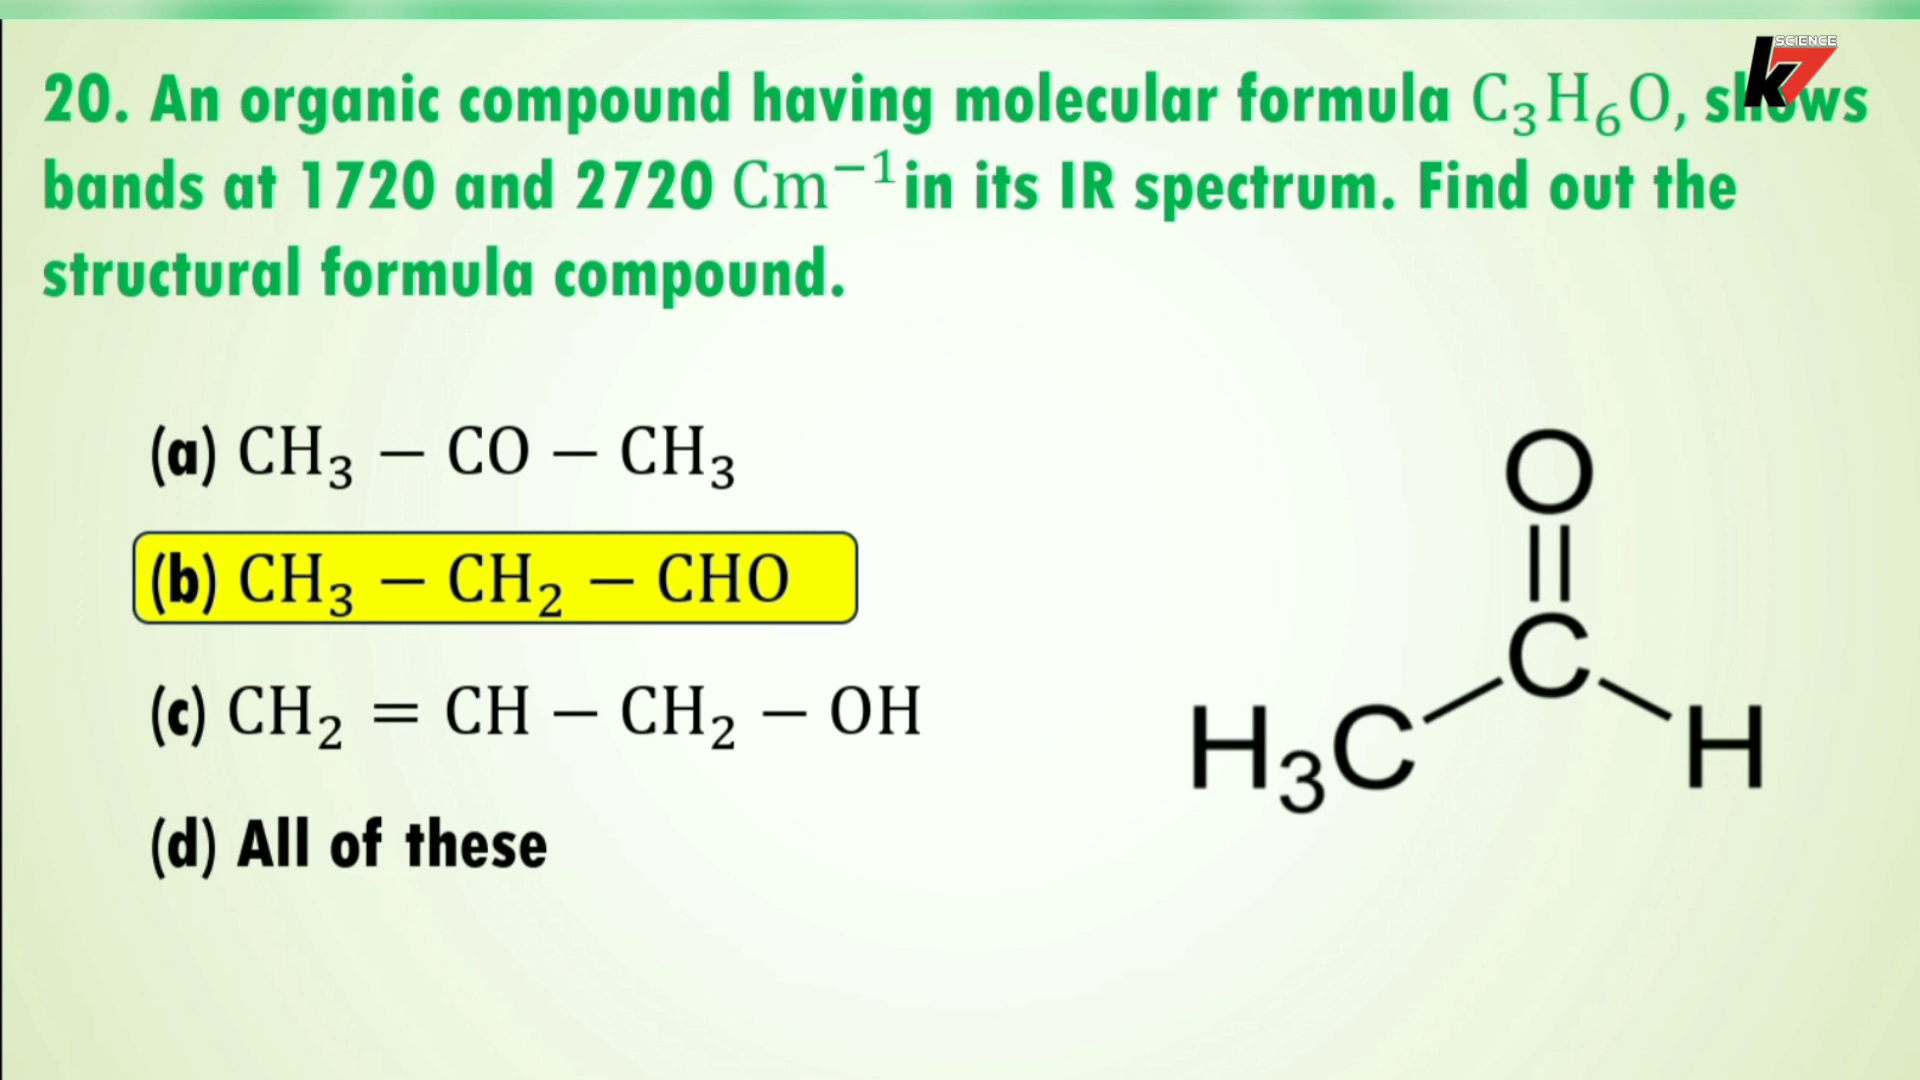 SCIENCE
k7
20. An organic compound having molecular formula C₃H₆O, shows
bands at 1720 and 2720 Cm⁻¹ in its IR spectrum. Find out the
structural formula compound.
(a) CH₃ − CO − CH₃
(b) CH₃ − CH₂ − CHO
(c) CH₂ = CH − CH₂ − OH
(d) All of these
O
C
H₃C H